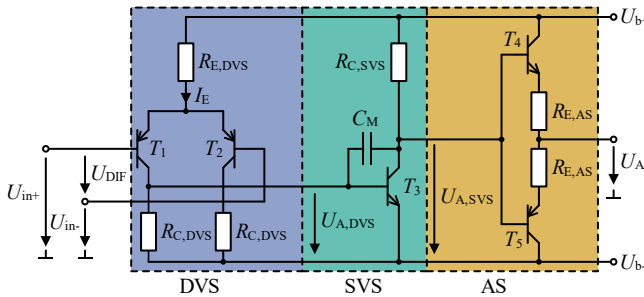 Ub-
RE,DVS
RC,SVS
T4
IE
CM
RE,AS
Uin+
UDIF
T1
T2
UA
Uin-
T3
RE,AS
RC,DVS
RC,DVS
UA,DVS
UA,SVS
T5
Ub-
DVS
SVS
AS